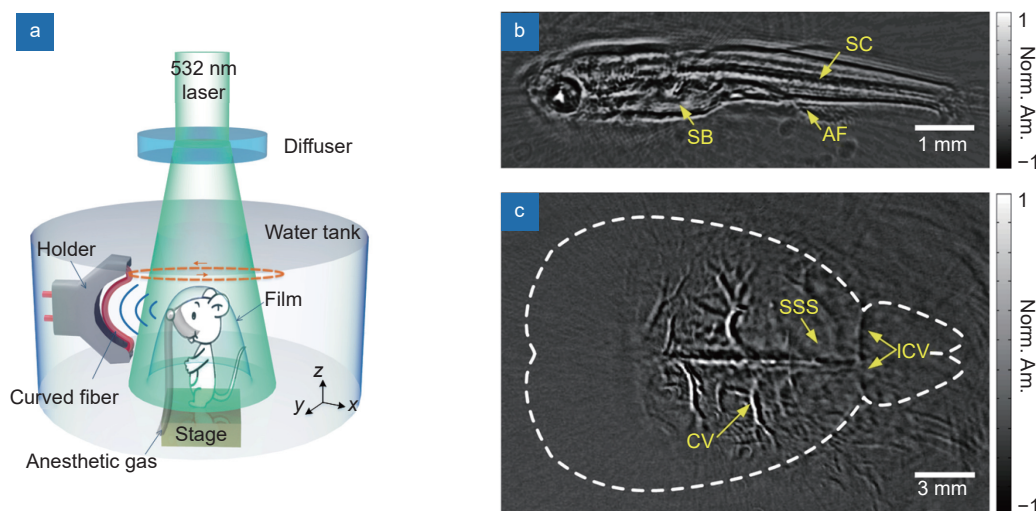 a
532 nm
laser
Diffuser
Water tank
Holder
Film
Curved fiber
z
y
x
Stage
Anesthetic gas
b
SC
SB
AF
1 mm
1
Norm. Am.
−1
c
SSS
ICV
CV
3 mm
1
Norm. Am.
−1